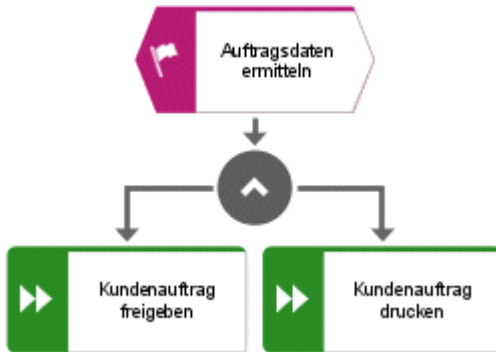 Auftragsdaten
ermitteln
Kundenauftrag
freigeben
Kundenauftrag
drucken